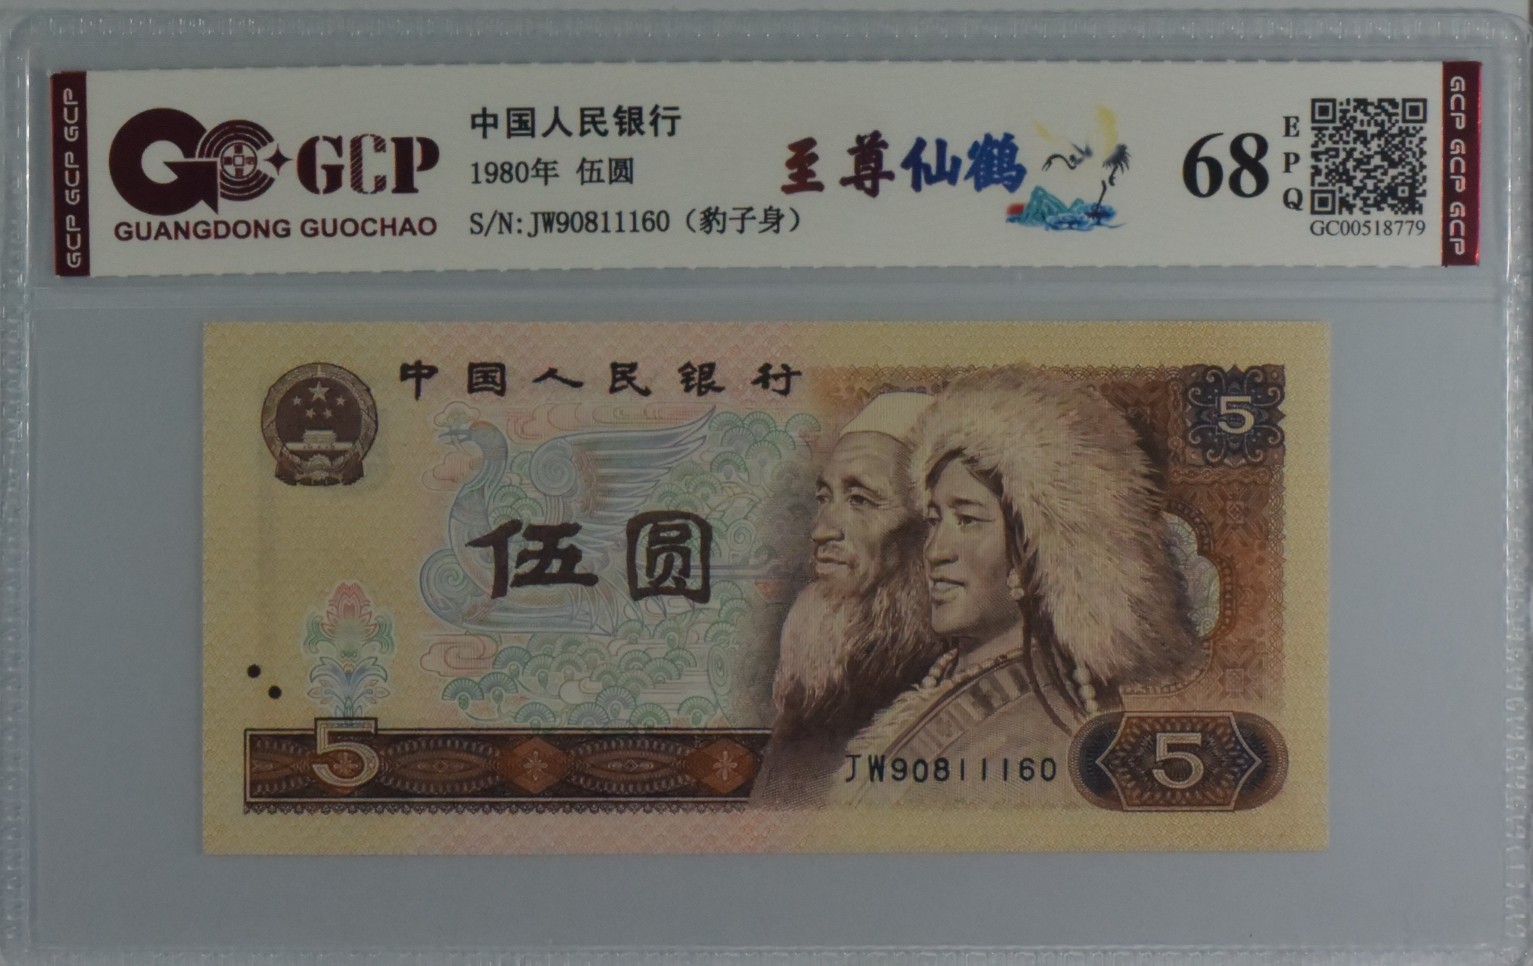 GCP GCP GCP
GCP
GUANGDONG GUOCHAO
中国人民银行
1980年 伍圆
S/N:JW90811160（豹子身）
至尊仙鹤
68
EPQ
GC00518779
GCP GCP GCP
中国人民银行
5
伍圆
5
JW90811160
5